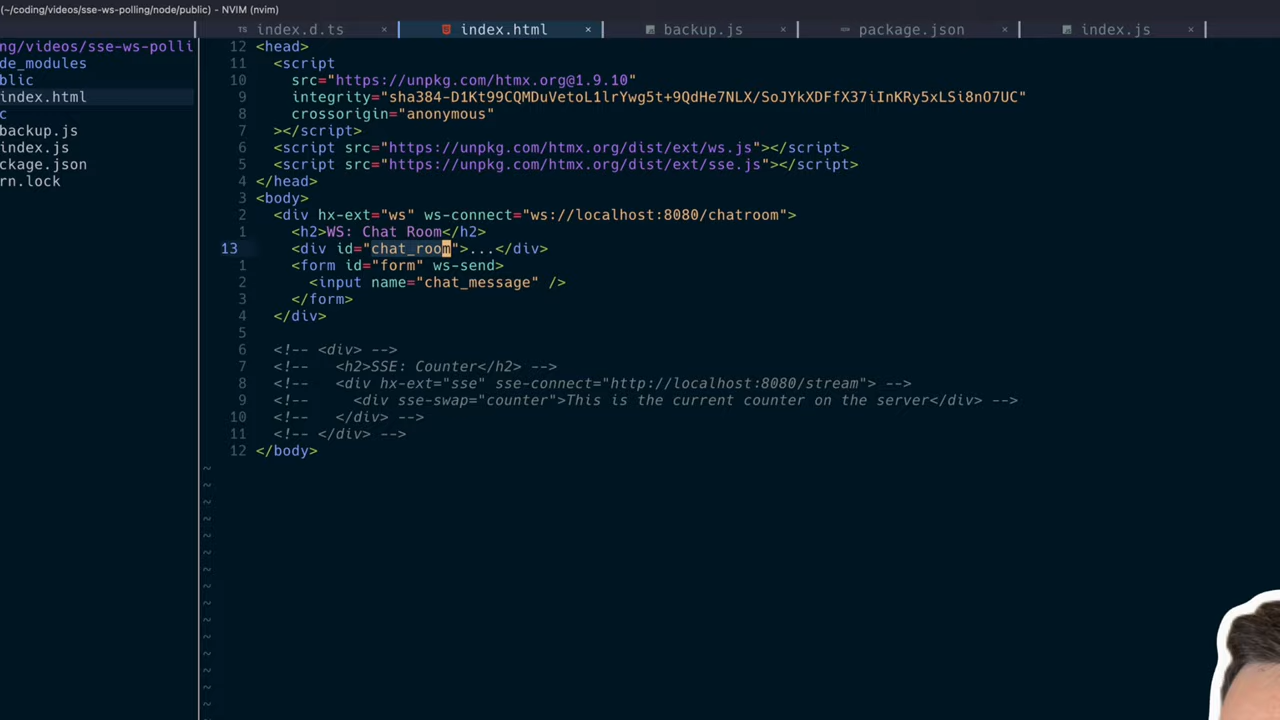 (~/coding/videos/sse-ws-polling/node/public) - NVIM (nvim)
index.d.ts × index.html × backup.js × package.json × index.js ×
ng/videos/sse-ws-polli
de_modules
blic
index.html
c
backup.js
index.js
ckage.json
rn.lock
12 <head>
11 <script
10 src="https://unpkg.com/htmx.org@1.9.10"
9 integrity="sha384-D1Kt99CQMDuVetoL1lrYwg5t+9QdHe7NLX/SoJYkXDFfX37iInKRy5xLSi8nO7UC"
8 crossorigin="anonymous"
7 ></script>
6 <script src="https://unpkg.com/htmx.org/dist/ext/ws.js"></script>
5 <script src="https://unpkg.com/htmx.org/dist/ext/sse.js"></script>
4 </head>
3 <body>
2 <div hx-ext="ws" ws-connect="ws://localhost:8080/chatroom">
1 <h2>WS: Chat Room</h2>
13 <div id="chat_room">...</div>
1 <form id="form" ws-send>
2 <input name="chat_message" />
3 </form>
4 </div>
5
6 <!-- <div> -->
7 <!-- <h2>SSE: Counter</h2> -->
8 <!-- <div hx-ext="sse" sse-connect="http://localhost:8080/stream"> -->
9 <!-- <div sse-swap="counter">This is the current counter on the server</div> -->
10 <!-- </div> -->
11 <!-- </div> -->
12 </body>